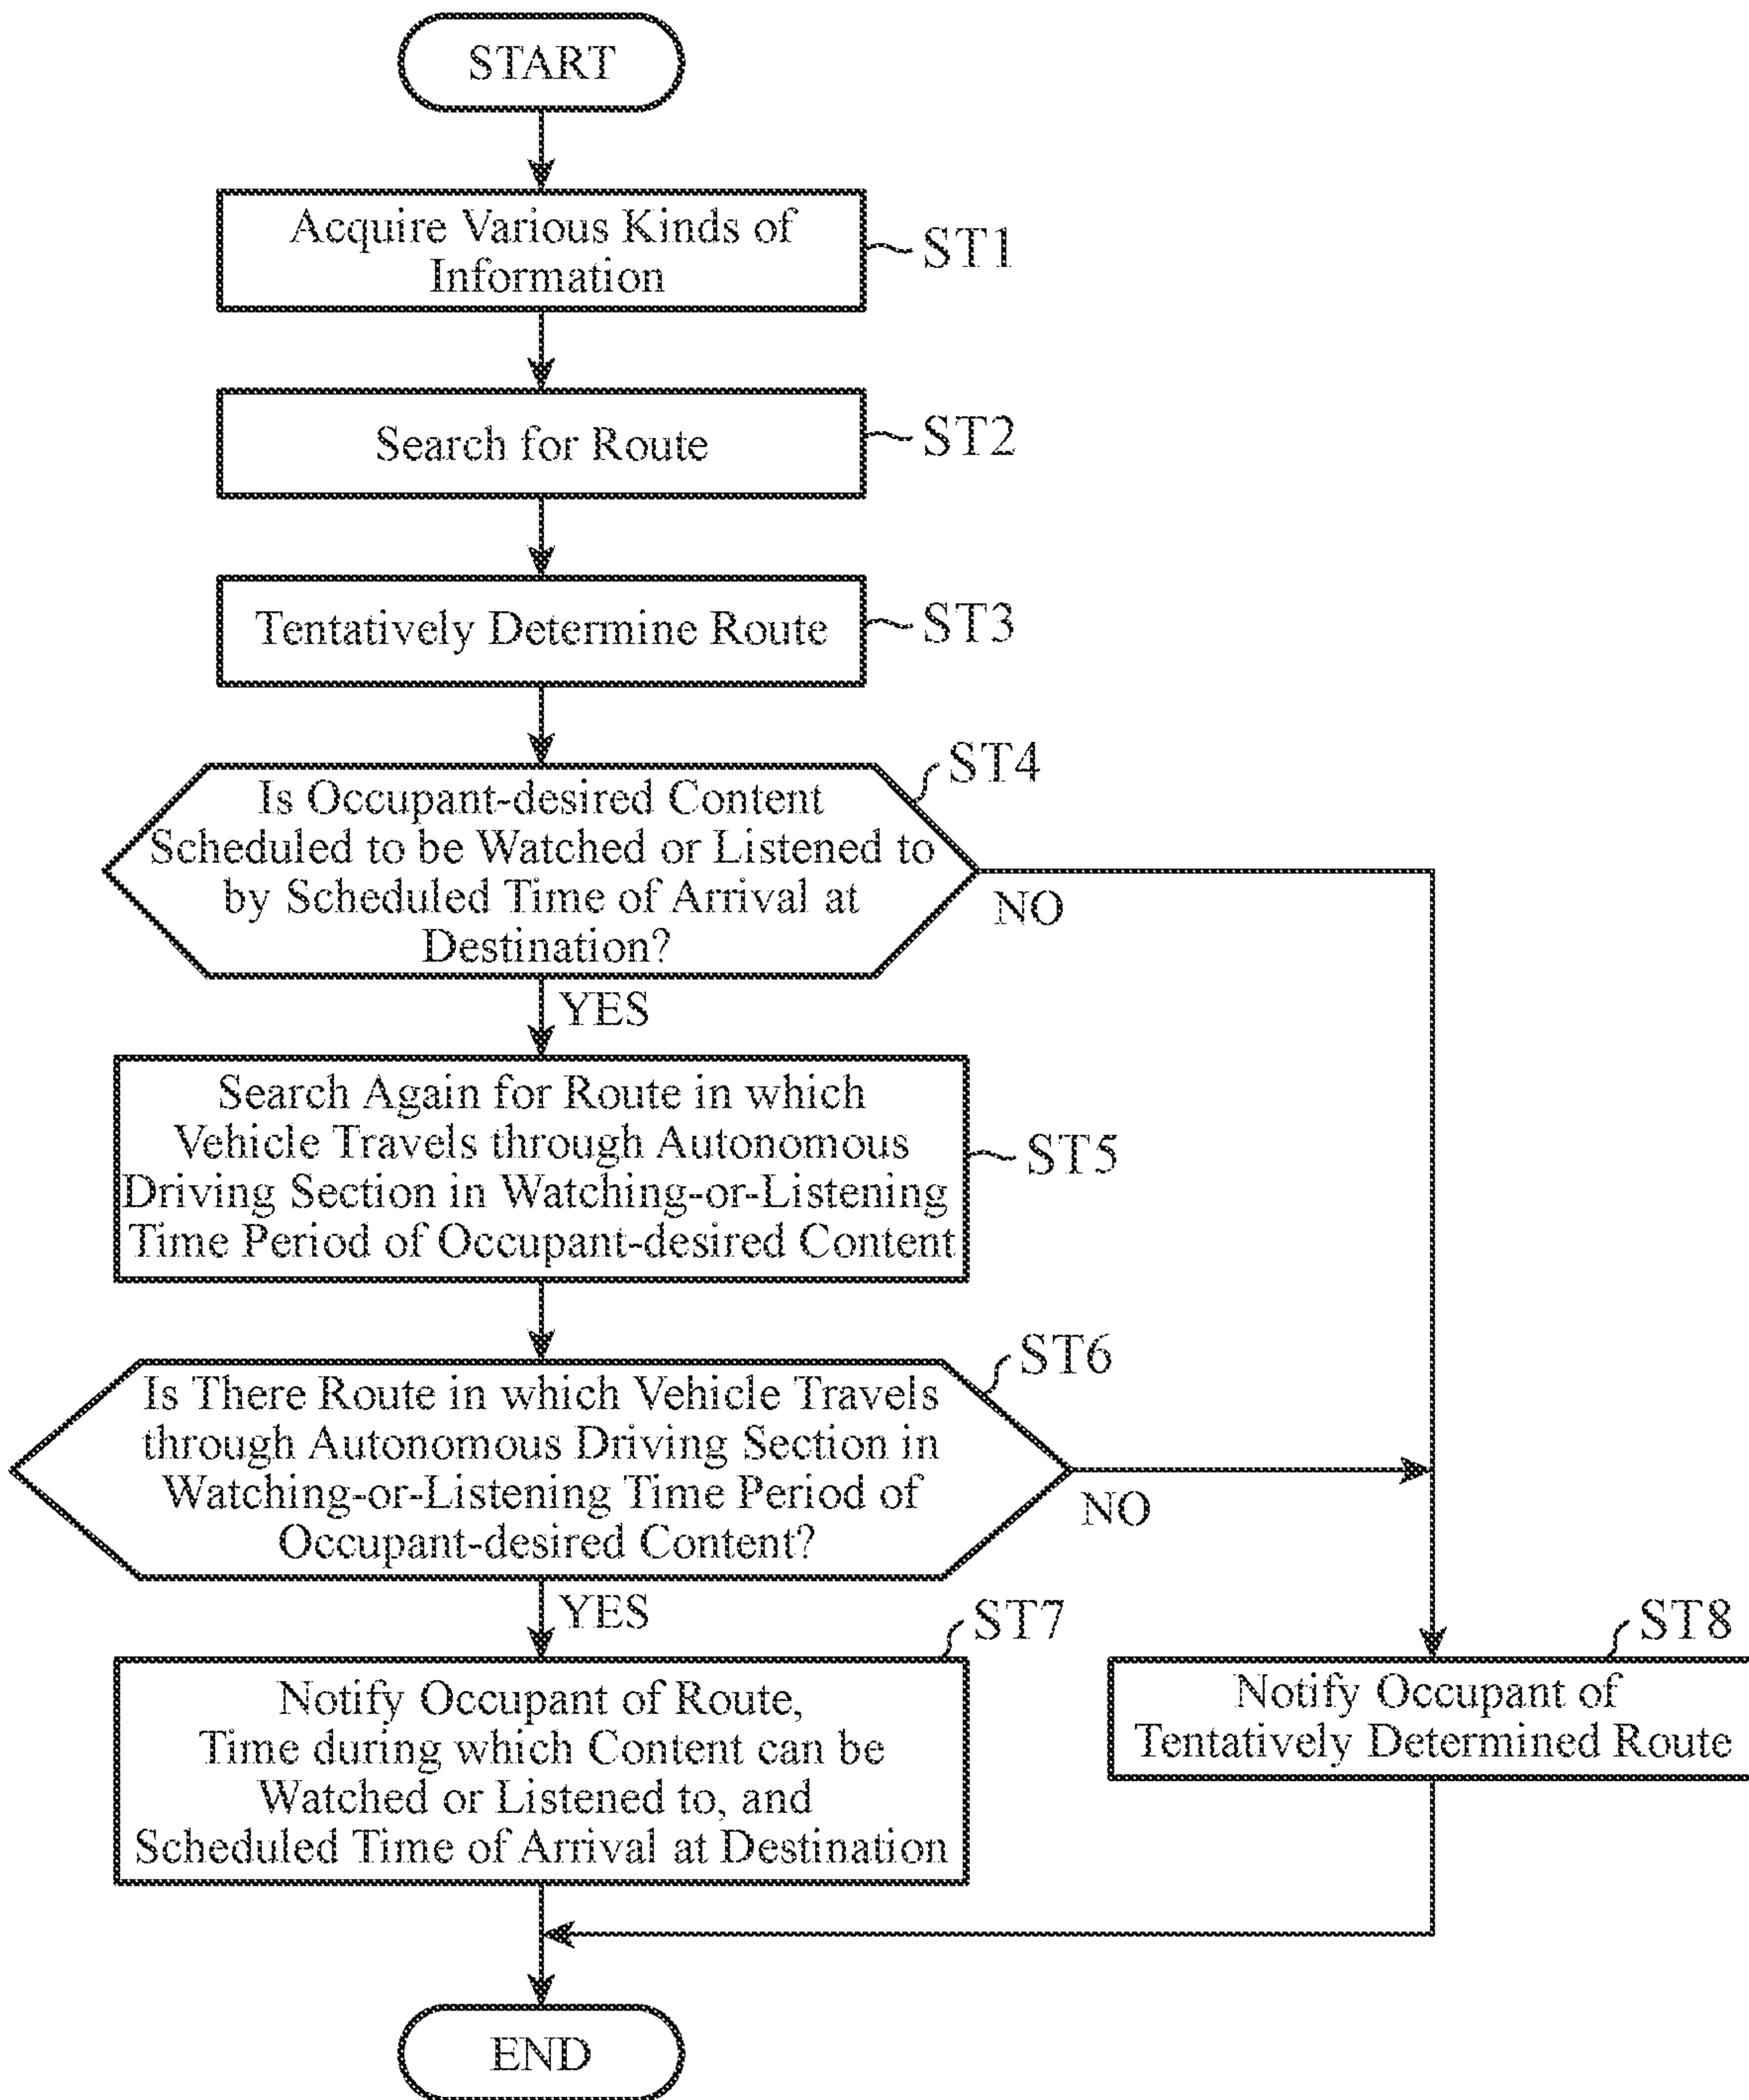 START
Acquire Various Kinds of
Information
ST1
Search for Route
ST2
Tentatively Determine Route
ST3
ST4
Is Occupant-desired Content
Scheduled to be Watched or Listened to
by Scheduled Time of Arrival at
Destination?
NO
YES
Search Again for Route in which
Vehicle Travels through Autonomous
Driving Section in Watching-or-Listening
Time Period of Occupant-desired Content
ST5
ST6
Is There Route in which Vehicle Travels
through Autonomous Driving Section in
Watching-or-Listening Time Period of
Occupant-desired Content?
NO
YES
ST7
Notify Occupant of Route,
Time during which Content can be
Watched or Listened to, and
Scheduled Time of Arrival at Destination
ST8
Notify Occupant of
Tentatively Determined Route
END